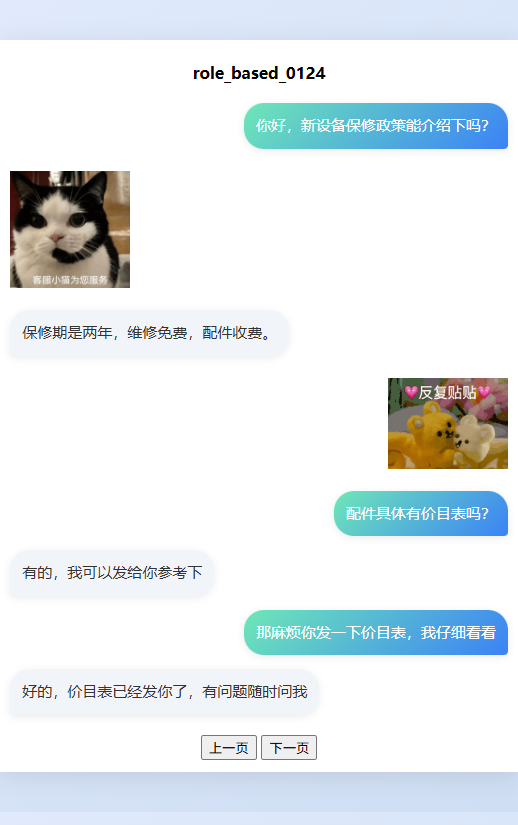 role_based_0124
你好，新设备保修政策能介绍下吗？
客服小猫为您服务
保修期是两年，维修免费，配件收费。
💗反复贴贴💗
配件具体有价目表吗？
有的，我可以发给你参考下
那麻烦你发一下价目表，我仔细看看
好的，价目表已经发你了，有问题随时问我
上一页 下一页